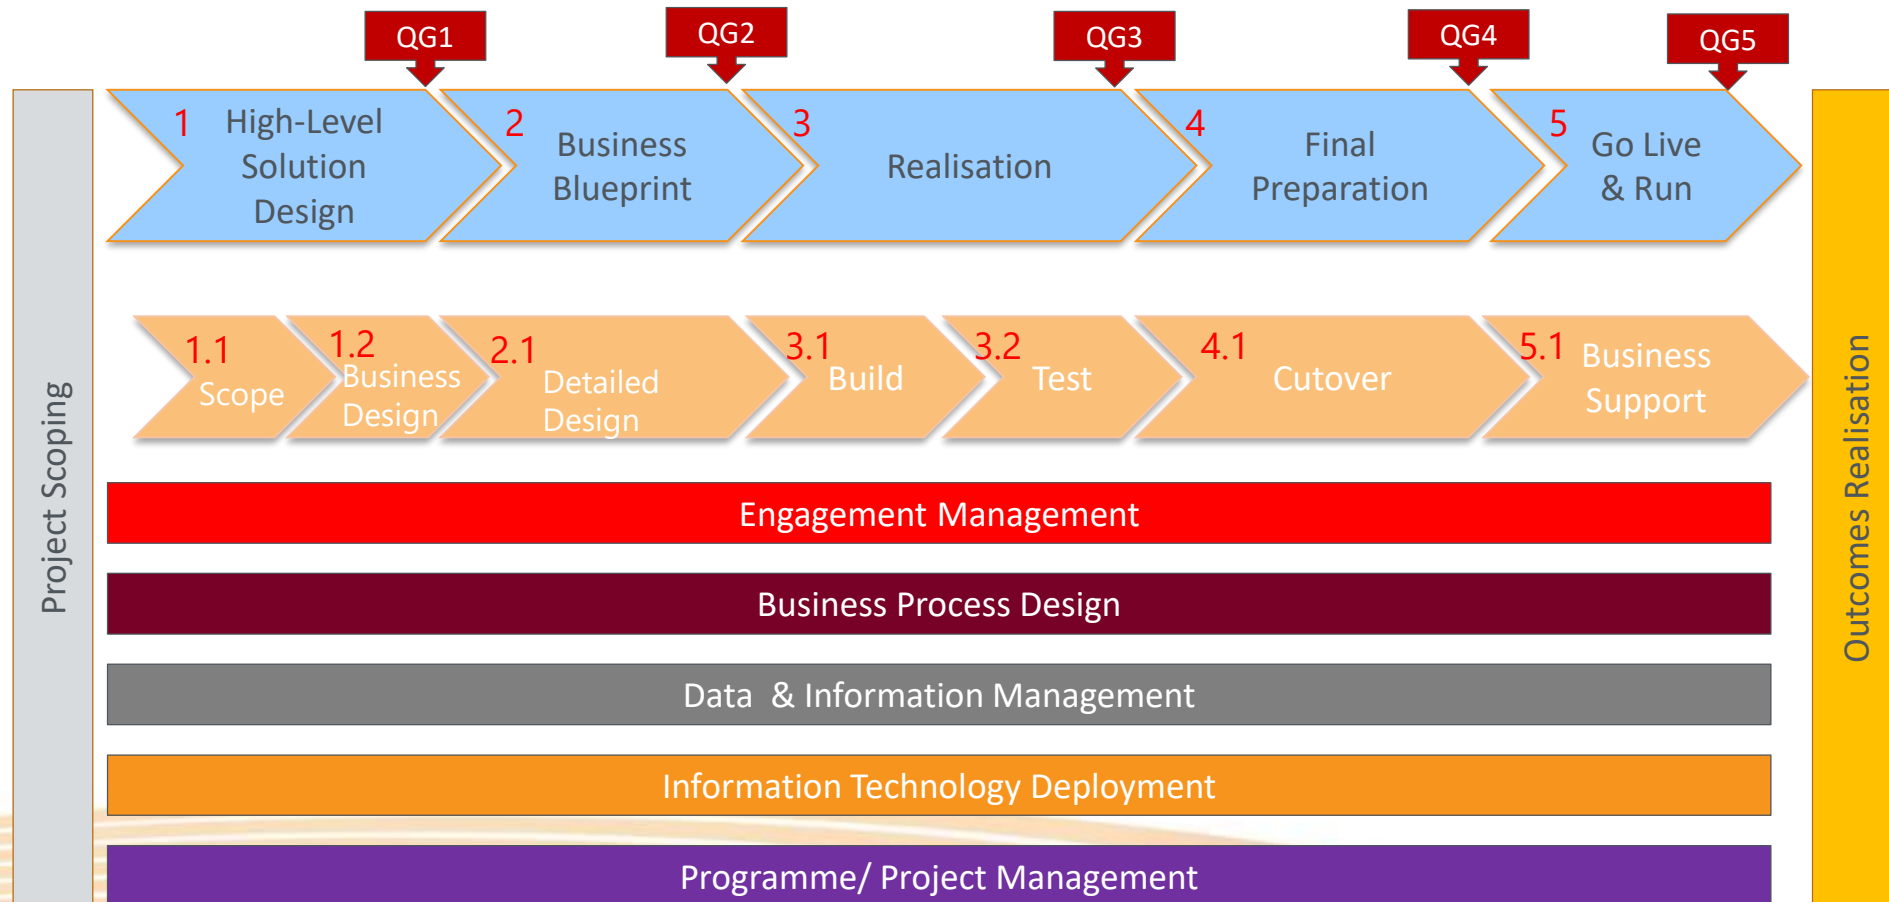 QG1
QG2
QG3
QG4
QG5
1
High-Level
Solution
Design
2
Business
Blueprint
3
Realisation
4
Final
Preparation
5
Go Live
& Run
1.1
Scope
1.2
Business
Design
2.1
Detailed
Design
3.1
Build
3.2
Test
4.1
Cutover
5.1
Business
Support
Project Scoping
Outcomes Realisation
Engagement Management
Business Process Design
Data & Information Management
Information Technology Deployment
Programme/ Project Management